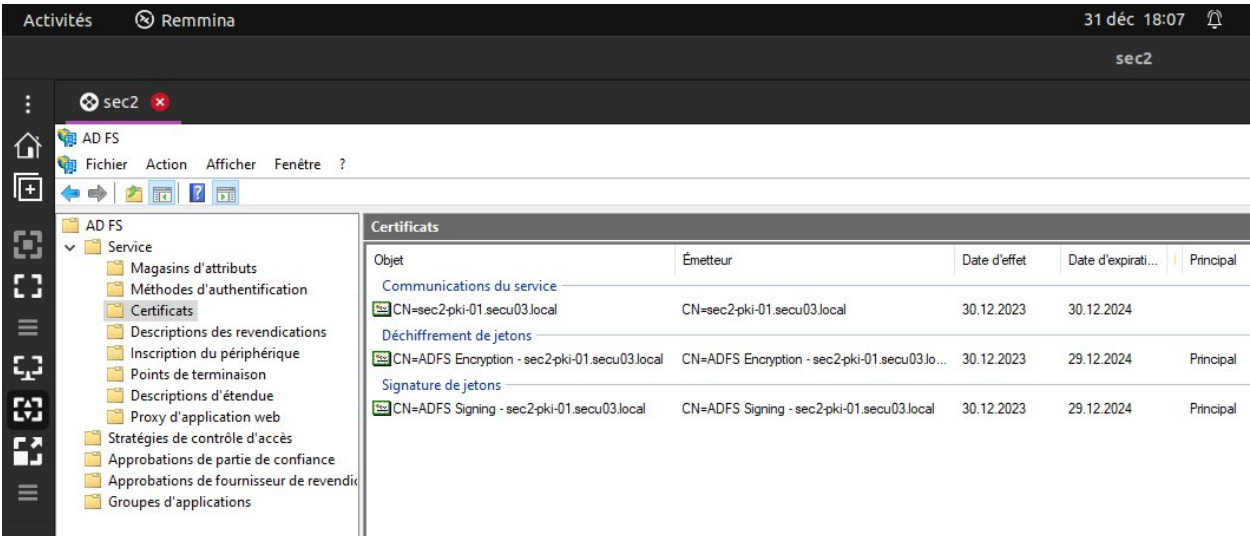 Activités Remmina 31 déc 18:07
sec2
sec2
AD FS
Fichier Action Afficher Fenêtre ?
AD FS
Service
Magasins d'attributs
Méthodes d'authentification
Certificats
Descriptions des revendications
Inscription du périphérique
Points de terminaison
Descriptions d'étendue
Proxy d'application web
Stratégies de contrôle d'accès
Approbations de partie de confiance
Approbations de fournisseur de revendic
Groupes d'applications
Certificats
Objet Émetteur Date d'effet Date d'expirati... Principal
Communications du service
CN=sec2-pki-01.secu03.local CN=sec2-pki-01.secu03.local 30.12.2023 30.12.2024
Déchiffrement de jetons
CN=ADFS Encryption - sec2-pki-01.secu03.local CN=ADFS Encryption - sec2-pki-01.secu03.lo... 30.12.2023 29.12.2024 Principal
Signature de jetons
CN=ADFS Signing - sec2-pki-01.secu03.local CN=ADFS Signing - sec2-pki-01.secu03.local 30.12.2023 29.12.2024 Principal